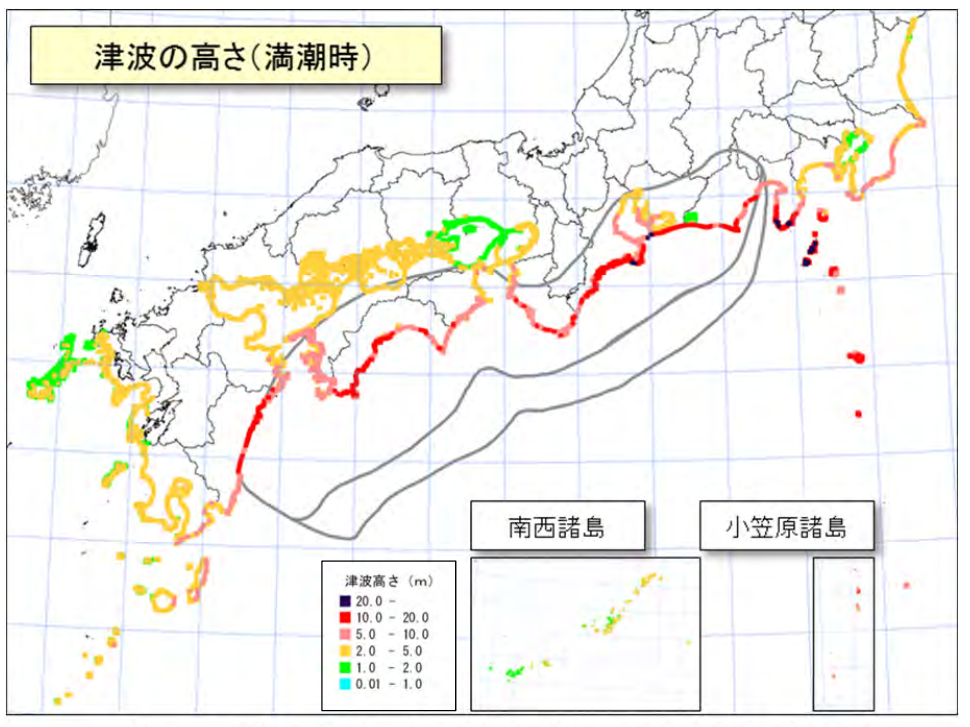 津波の高さ(満潮時)
南西諸島
小笠原諸島
津波高さ (m)
20.0 -
10.0 - 20.0
5.0 - 10.0
2.0 - 5.0
1.0 - 2.0
0.01 - 1.0